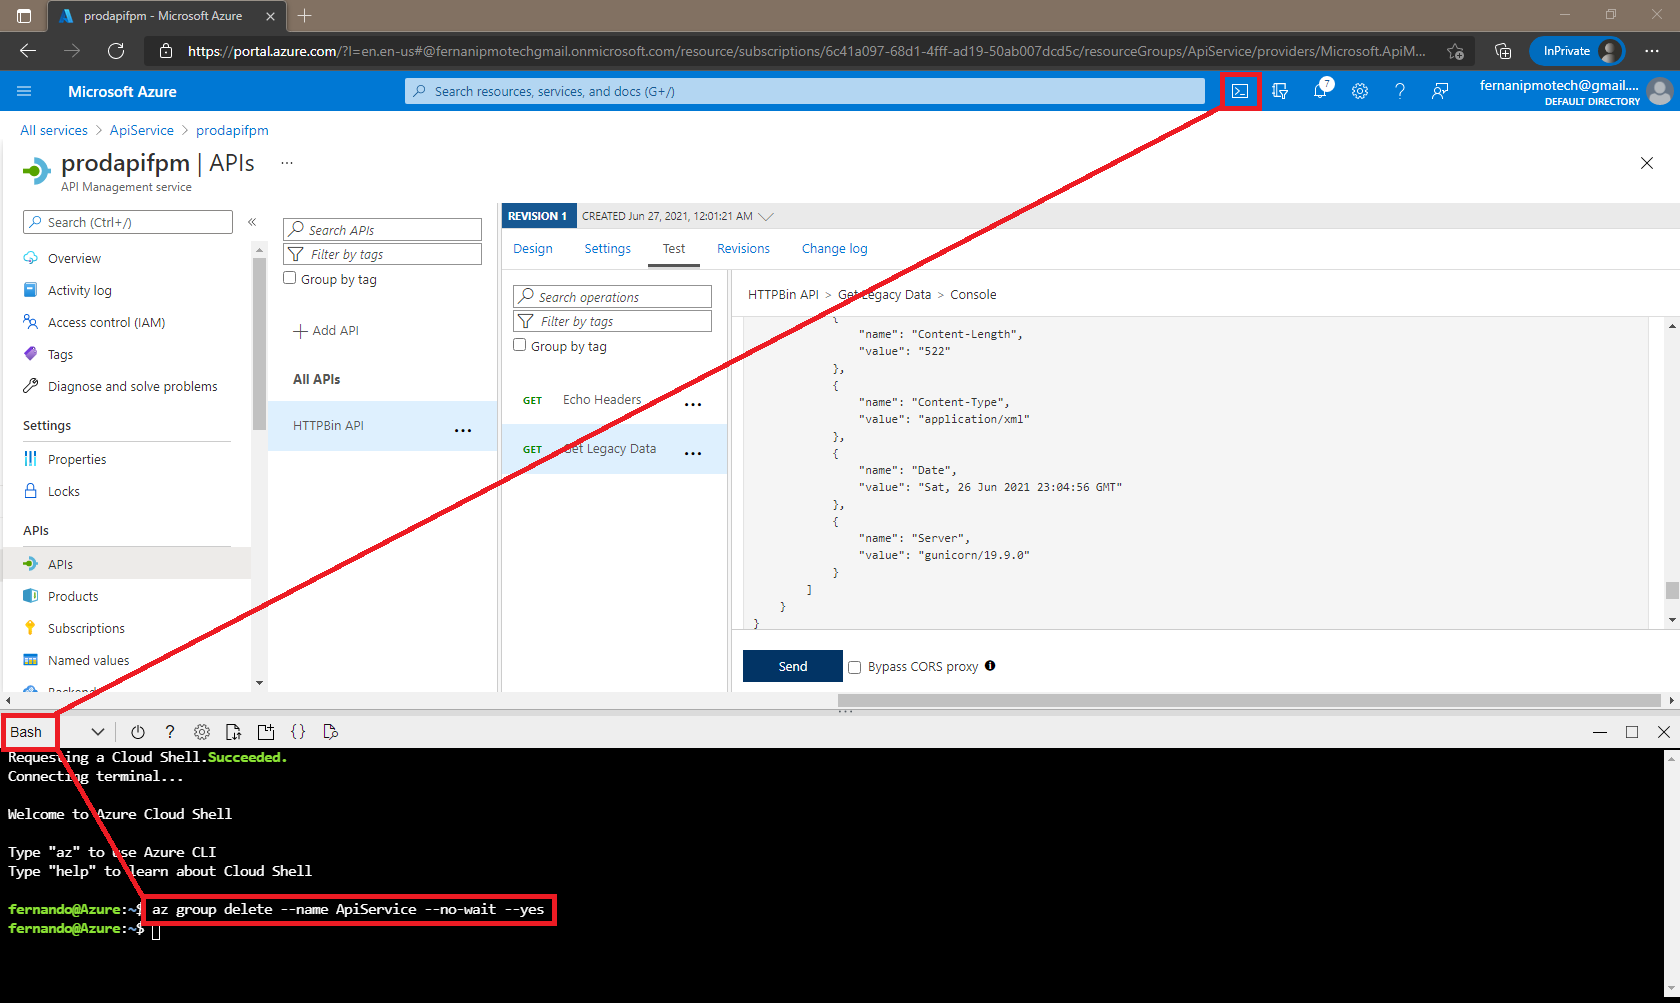 prodapifpm - Microsoft Azure
https://portal.azure.com/?l=en.en-us#@fernanipmotechgmail.onmicrosoft.com/resource/subscriptions/6c41a097-68d1-4fff-ad19-50ab007dcd5c/resourceGroups/ApiService/providers/Microsoft.ApiM...
InPrivate
Microsoft Azure
Search resources, services, and docs (G+/)
7
fernanipmotech@gmail....
DEFAULT DIRECTORY
All services > ApiService > prodapifpm
prodapifpm | APIs ...
API Management service
Search (Ctrl+/)
Overview
Activity log
Access control (IAM)
Tags
Diagnose and solve problems
Settings
Properties
Locks
APIs
APIs
Products
Subscriptions
Named values
Backends
Search APIs
Filter by tags
Group by tag
Add API
All APIs
HTTPBin API ...
REVISION 1 CREATED Jun 27, 2021, 12:01:21 AM
Design Settings Test Revisions Change log
Search operations
Filter by tags
Group by tag
GET Echo Headers ...
GET Get Legacy Data ...
HTTPBin API > Get Legacy Data > Console
{
"name": "Content-Length",
"value": "522"
},
{
"name": "Content-Type",
"value": "application/xml"
},
{
"name": "Date",
"value": "Sat, 26 Jun 2021 23:04:56 GMT"
},
{
"name": "Server",
"value": "gunicorn/19.9.0"
}
]
}
}
Send Bypass CORS proxy
Bash
Requesting a Cloud Shell.Succeeded.
Connecting terminal...
Welcome to Azure Cloud Shell
Type "az" to use Azure CLI
Type "help" to learn about Cloud Shell
fernando@Azure:~$ az group delete --name ApiService --no-wait --yes
fernando@Azure:~$